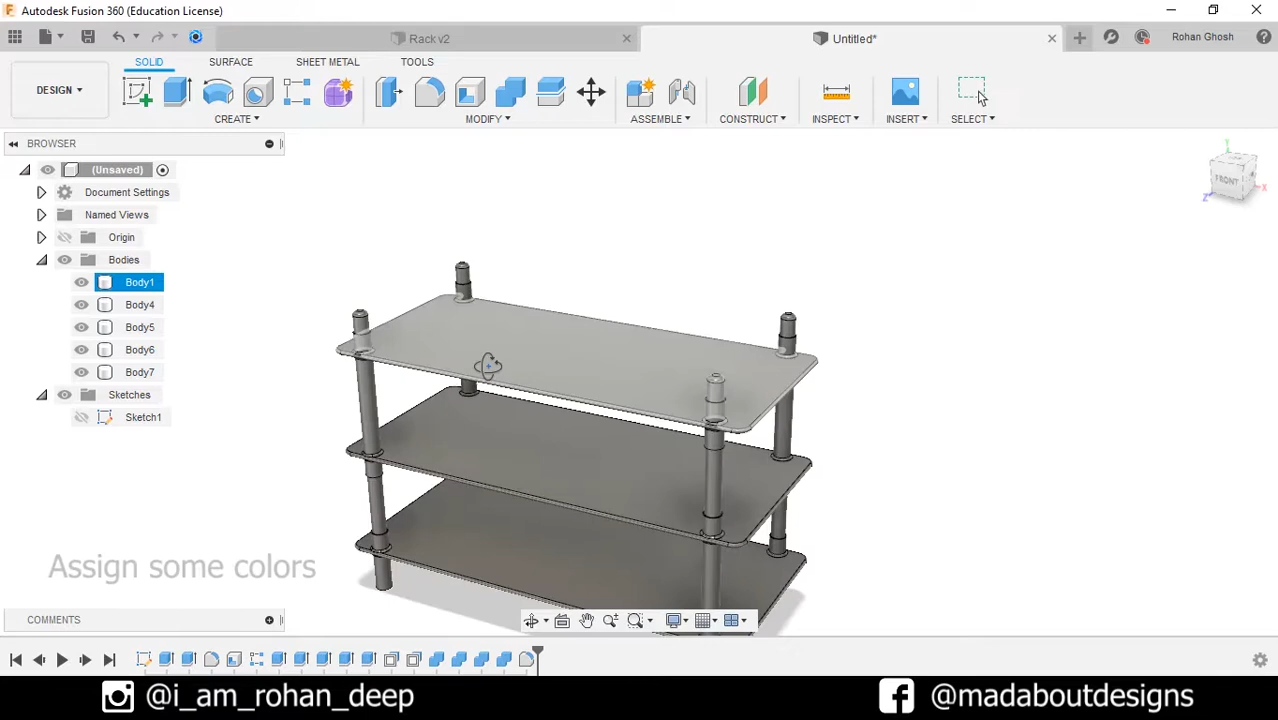 Autodesk Fusion 360 (Education License)
Rack v2
Untitled*
Rohan Ghosh
SOLID SURFACE SHEET METAL TOOLS
DESIGN
CREATE MODIFY ASSEMBLE CONSTRUCT INSPECT INSERT SELECT
BROWSER
(Unsaved)
Document Settings
Named Views
Origin
Bodies
Body1
Body4
Body5
Body6
Body7
Sketches
Sketch1
FRONT
Y
X
Z
Assign some colors
COMMENTS
@i_am_rohan_deep
@madaboutdesigns